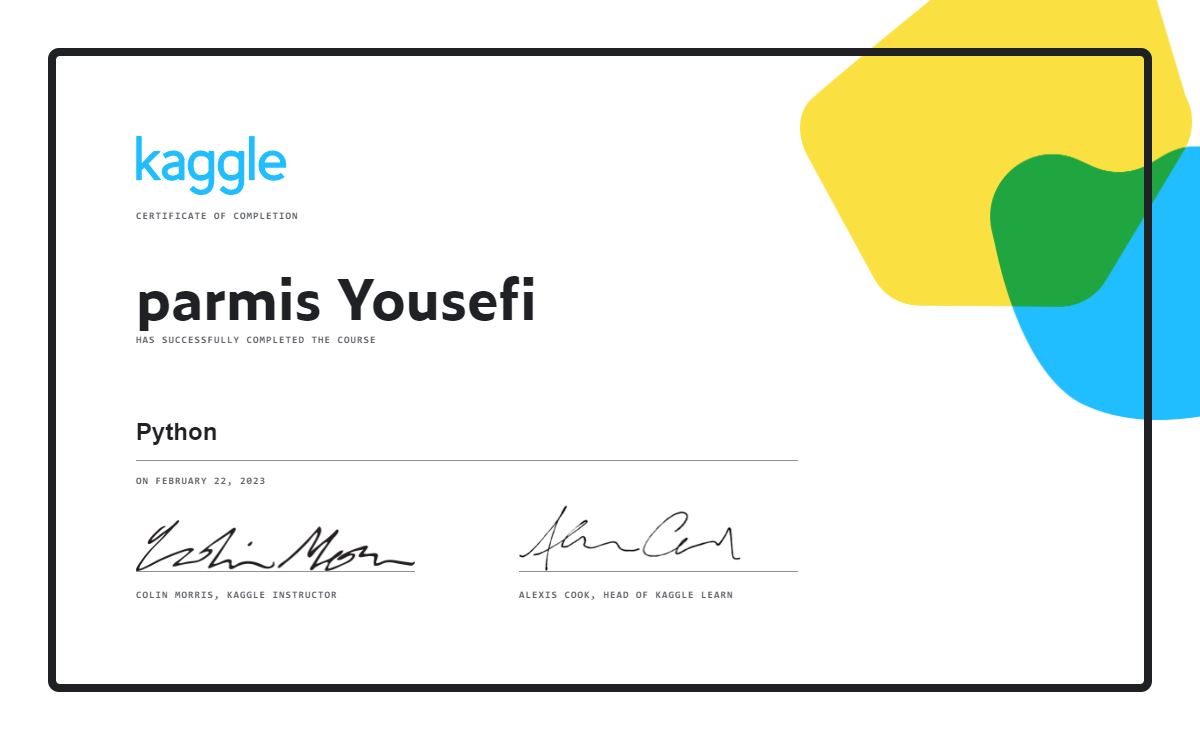 kaggle
CERTIFICATE OF COMPLETION
parmis Yousefi
HAS SUCCESSFULLY COMPLETED THE COURSE
Python
ON FEBRUARY 22, 2023
COLIN MORRIS, KAGGLE INSTRUCTOR
ALEXIS COOK, HEAD OF KAGGLE LEARN